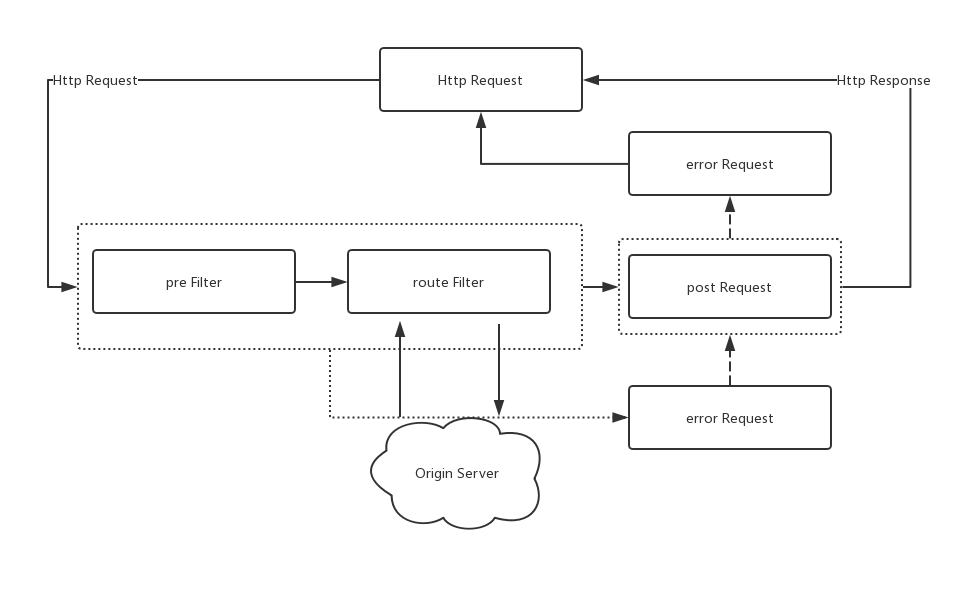 Http Request
Http Request
Http Response
error Request
pre Filter
route Filter
post Request
error Request
Origin Server